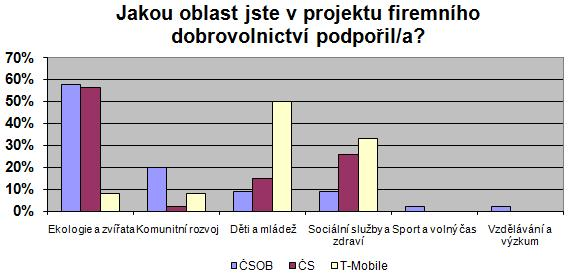 Jakou oblast jste v projektu firemního
dobrovolnictví podpořil/a?
70%
60%
50%
40%
30%
20%
10%
0%
Ekologie a zvířata Komunitní rozvoj Děti a mládež Sociální služby a zdraví Sport a volný čas Vzdělávání a výzkum
ČSOB ČS T-Mobile